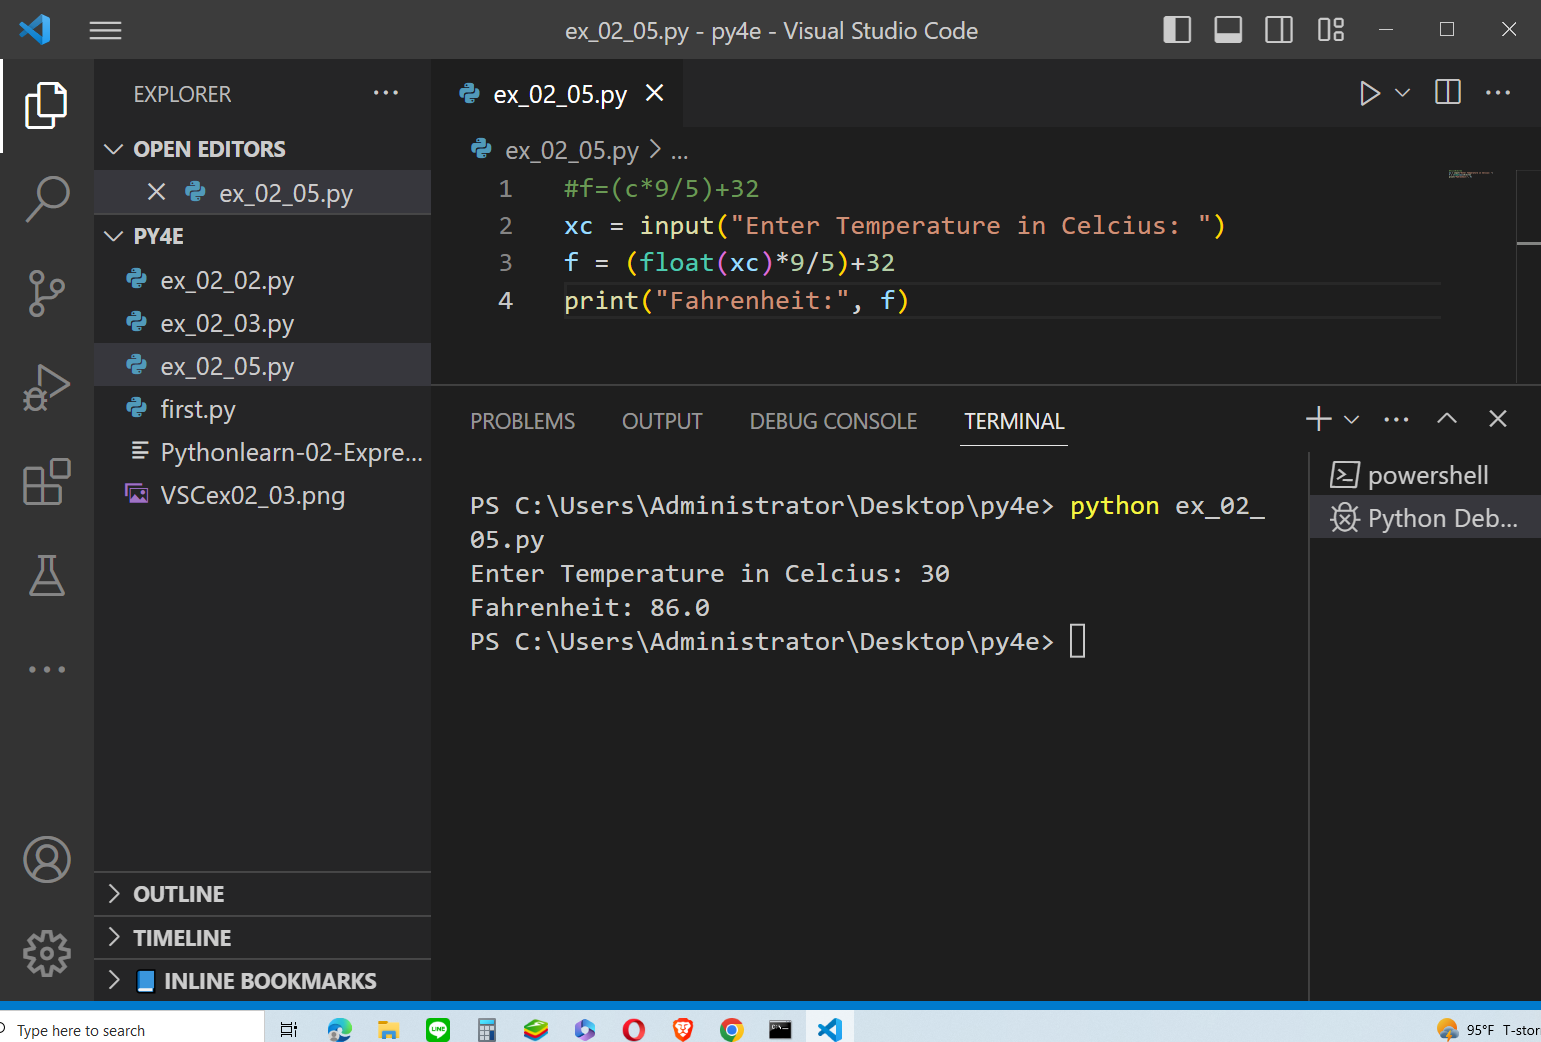 ex_02_05.py - py4e - Visual Studio Code
EXPLORER
OPEN EDITORS
ex_02_05.py
PY4E
ex_02_02.py
ex_02_03.py
ex_02_05.py
first.py
Pythonlearn-02-Expre...
VSCex02_03.png
OUTLINE
TIMELINE
INLINE BOOKMARKS
ex_02_05.py
ex_02_05.py > ...
1 #f=(c*9/5)+32
2 xc = input("Enter Temperature in Celcius: ")
3 f = (float(xc)*9/5)+32
4 print("Fahrenheit:", f)
PROBLEMS OUTPUT DEBUG CONSOLE TERMINAL
PS C:\Users\Administrator\Desktop\py4e> python ex_02_
05.py
Enter Temperature in Celcius: 30
Fahrenheit: 86.0
PS C:\Users\Administrator\Desktop\py4e>
powershell
Python Deb...
Type here to search
LINE
95°F T-stor